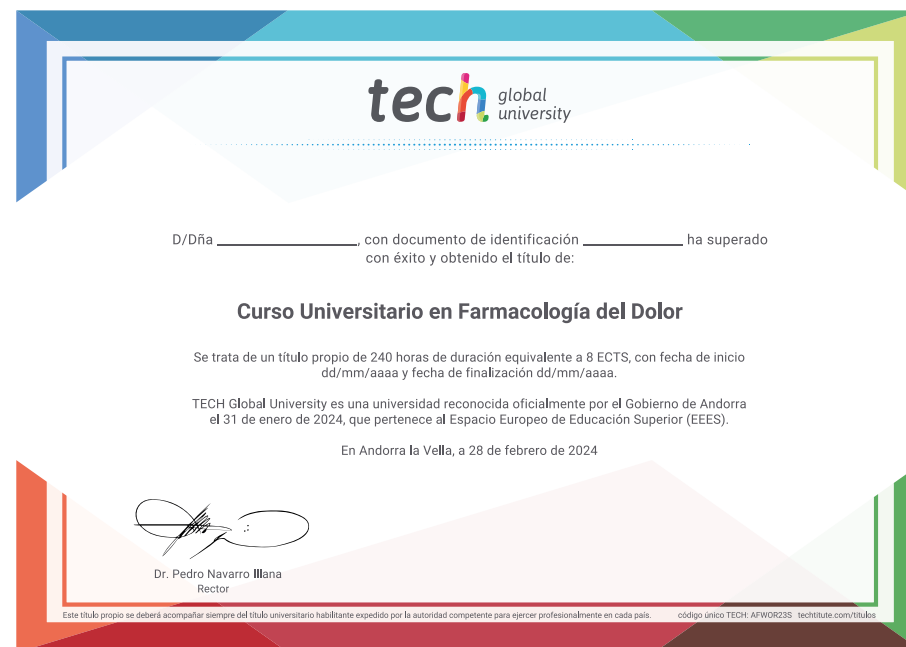 tech global university
D/Dña ____________________, con documento de identificación ______________ ha superado
con éxito y obtenido el título de:
Curso Universitario en Farmacología del Dolor
Se trata de un título propio de 240 horas de duración equivalente a 8 ECTS, con fecha de inicio
dd/mm/aaaa y fecha de finalización dd/mm/aaaa.
TECH Global University es una universidad reconocida oficialmente por el Gobierno de Andorra
el 31 de enero de 2024, que pertenece al Espacio Europeo de Educación Superior (EEES).
En Andorra la Vella, a 28 de febrero de 2024
Dr. Pedro Navarro Illana
Rector
Este título propio se deberá acompañar siempre del título universitario habilitante expedido por la autoridad competente para ejercer profesionalmente en cada país. código único TECH: AFWOR23S techtitute.com/titulos